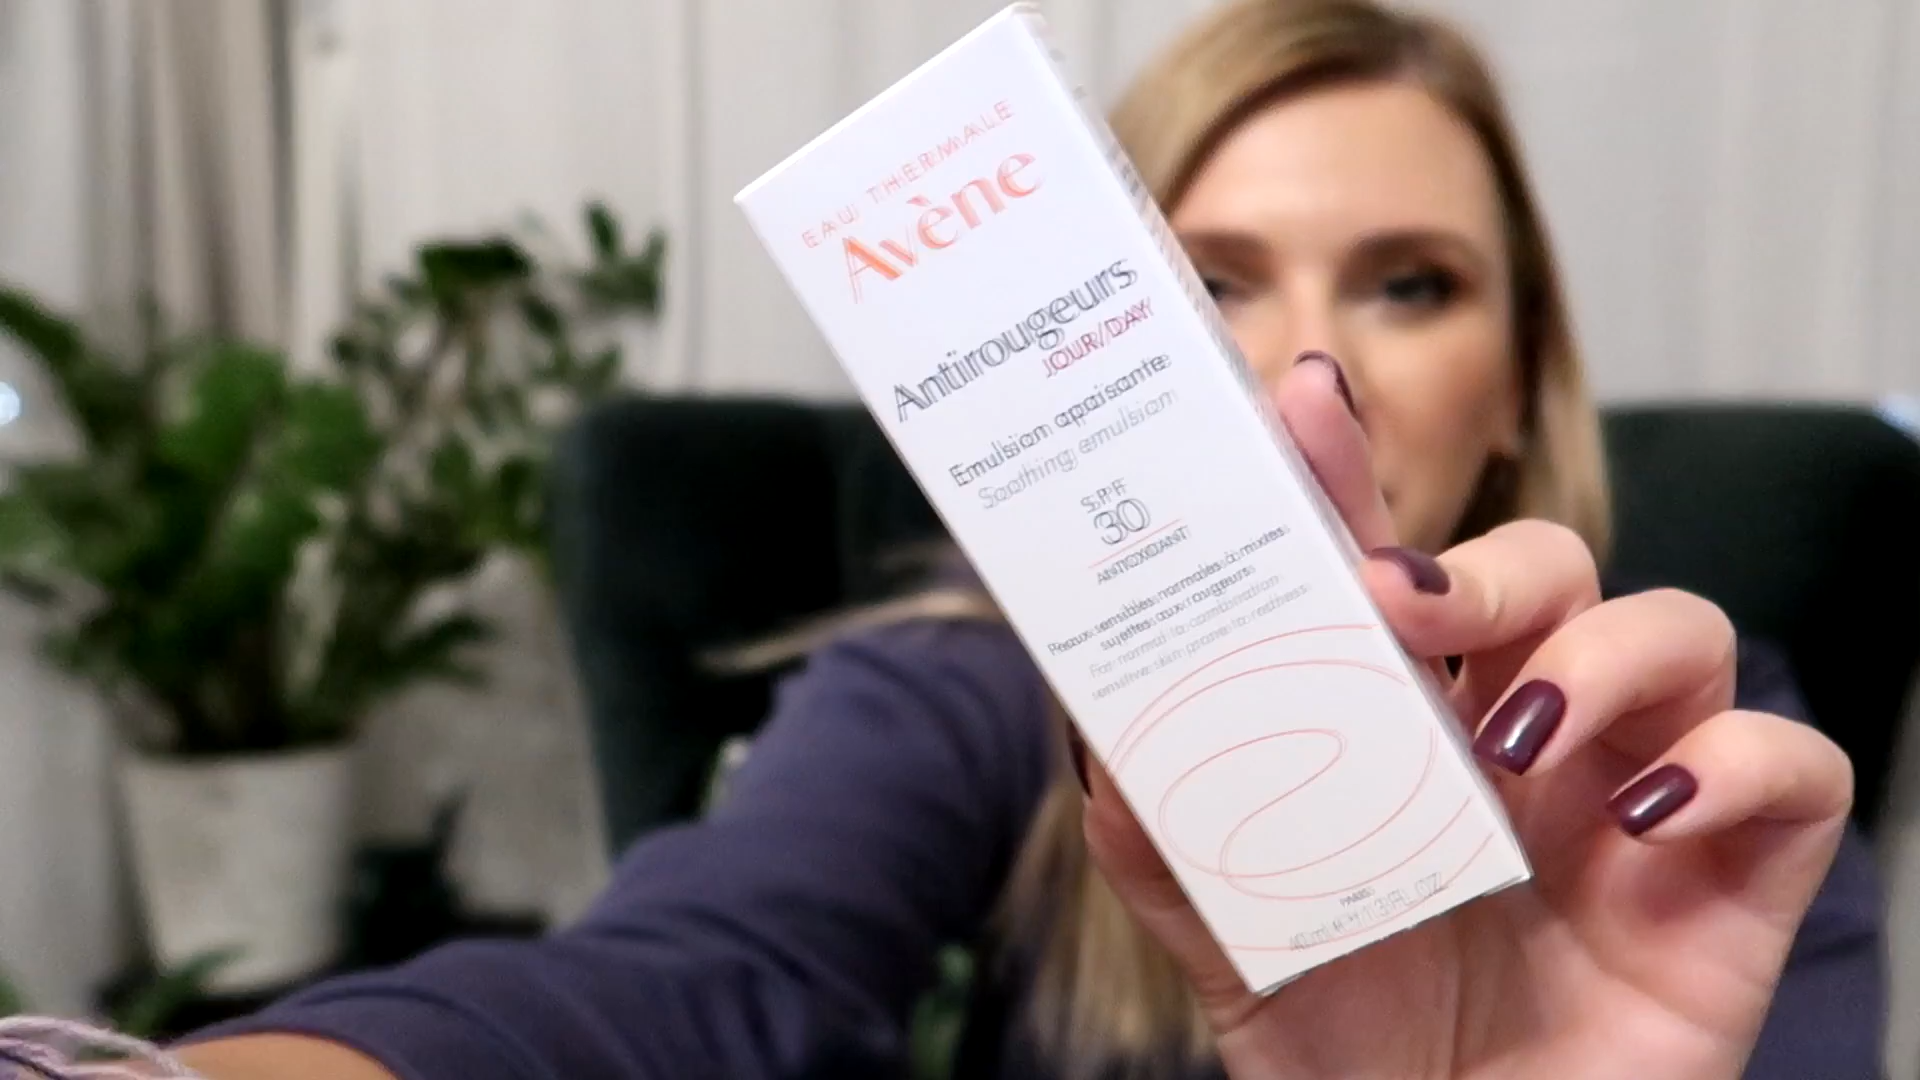 EAU THERMALE
Avène
Antirougeurs
JOUR/DAY
Emulsion apaisante
Soothing emulsion
SPF
30
ANTIOXIDANT
Peaux sensibles normales à mixtes
sujettes aux rougeurs
For normal to combination
sensitive skin prone to redness
PARIS
40 ml e 1.3 FL. OZ.